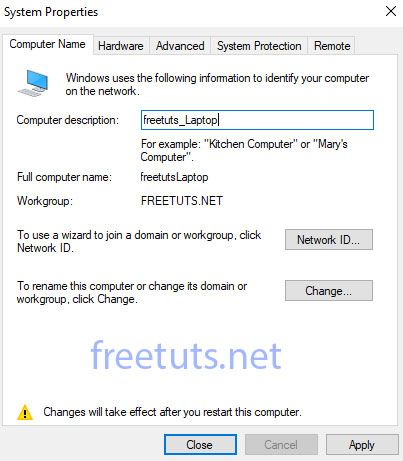 System Properties
Computer Name Hardware Advanced System Protection Remote
Windows uses the following information to identify your computer
on the network.
Computer description: freetuts_Laptop
For example: "Kitchen Computer" or "Mary's
Computer".
Full computer name: freetutsLaptop
Workgroup: FREETUTS.NET
To use a wizard to join a domain or workgroup, click
Network ID.
Network ID...
To rename this computer or change its domain or
workgroup, click Change.
Change...
freetuts.net
Changes will take effect after you restart this computer.
Close Cancel Apply